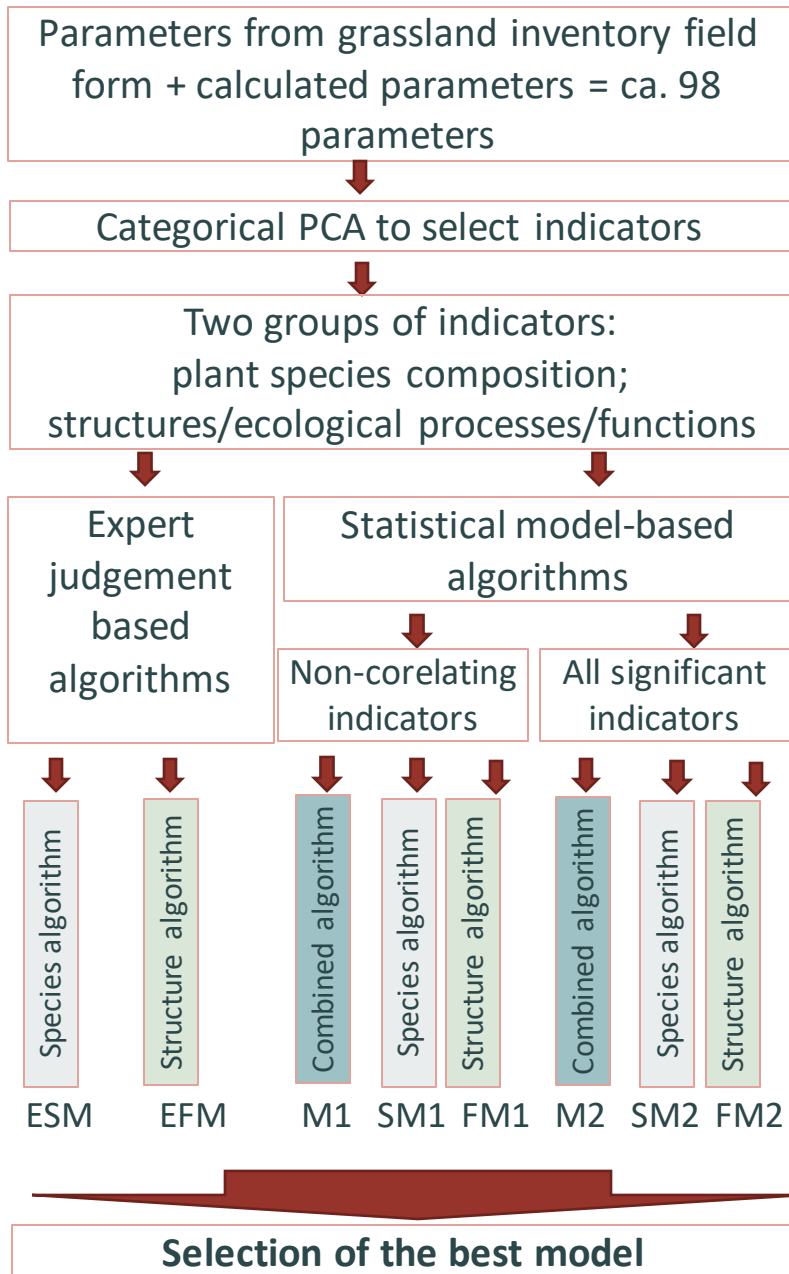 Parameters from grassland inventory field
form + calculated parameters = ca. 98
parameters
Categorical PCA to select indicators
Two groups of indicators:
plant species composition;
structures/ecological processes/functions
Expert
judgement
based
algorithms
Statistical model-based
algorithms
Non-corelating
indicators
All significant
indicators
Species algorithm
Structure algorithm
Combined algorithm
Species algorithm
Structure algorithm
Combined algorithm
Species algorithm
Structure algorithm
ESM
EFM
M1
SM1
FM1
M2
SM2
FM2
Selection of the best model